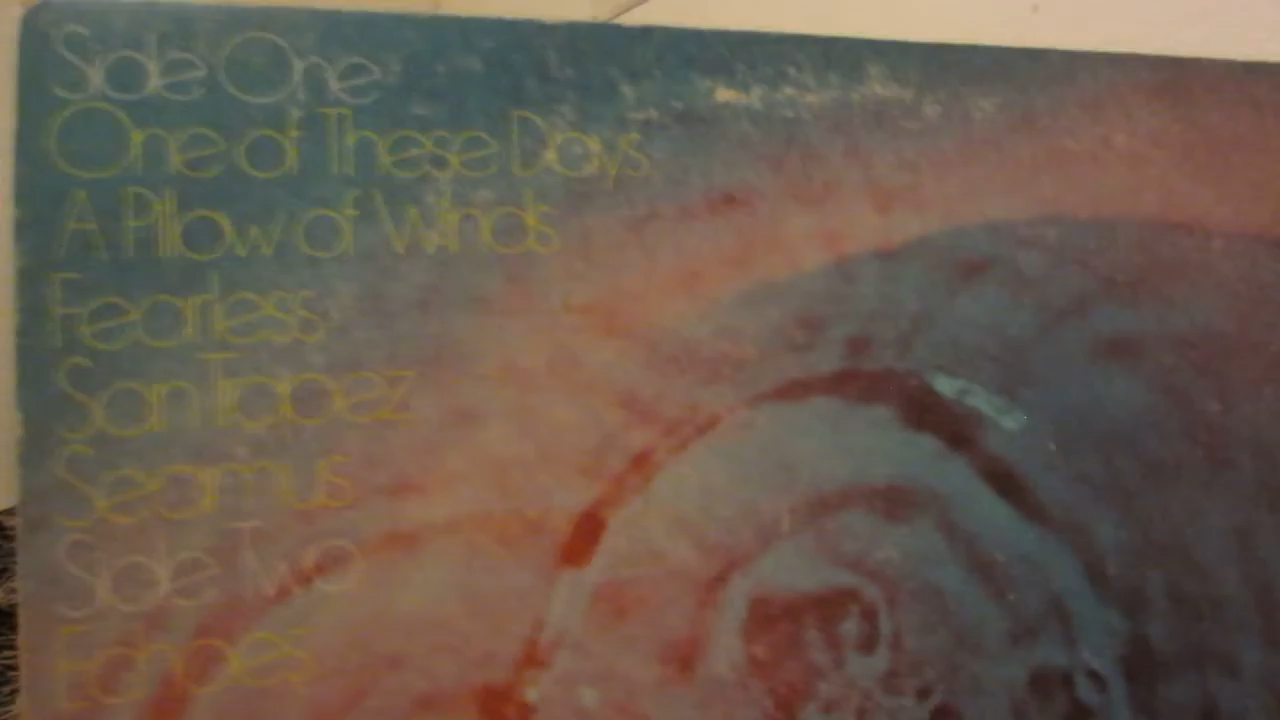 Side One
One of These Days
A Pillow of Winds
Fearless
San Tropez
Seamus
Side Two
Echoes